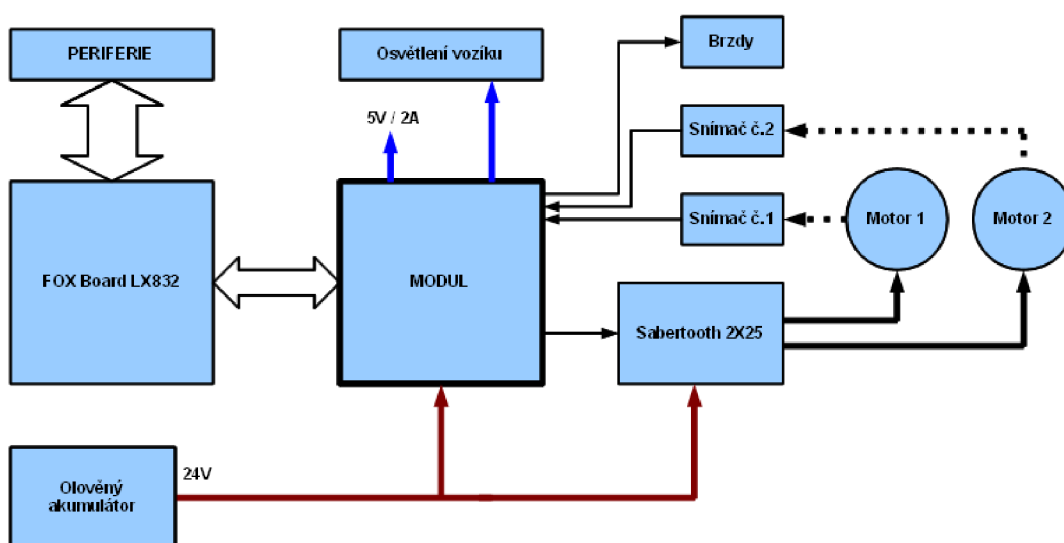 PERIFERIE
Osvětlení vozíku
Brzdy
5V / 2A
Snímač č.2
Snímač č.1
Motor 1
Motor 2
FOX Board LX832
MODUL
Sabertooth 2X25
24V
Olověný
akumulátor